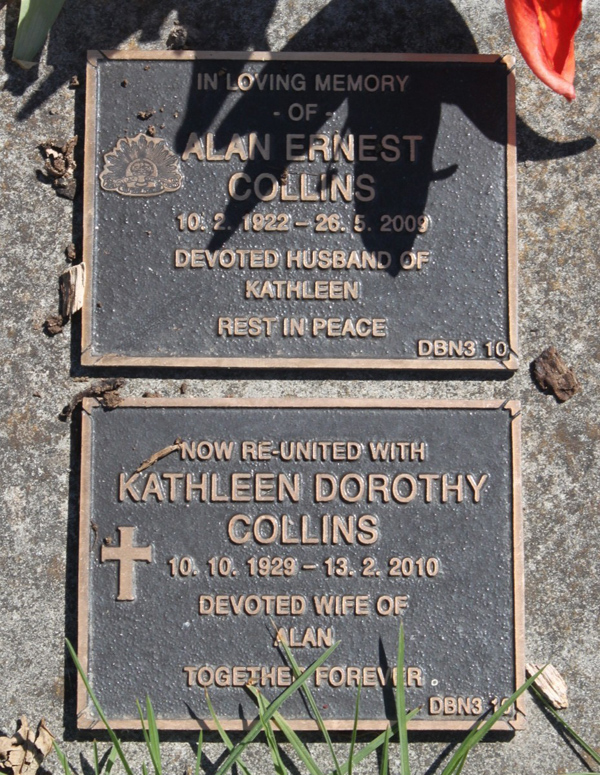 IN LOVING MEMORY
- OF -
ALAN ERNEST
COLLINS
10. 2. 1922 – 26. 5. 2009
DEVOTED HUSBAND OF
KATHLEEN
REST IN PEACE
DBN3 10
NOW RE-UNITED WITH
KATHLEEN DOROTHY
COLLINS
10. 10. 1929 – 13. 2. 2010
DEVOTED WIFE OF
ALAN
TOGETHER FOREVER
DBN3 10